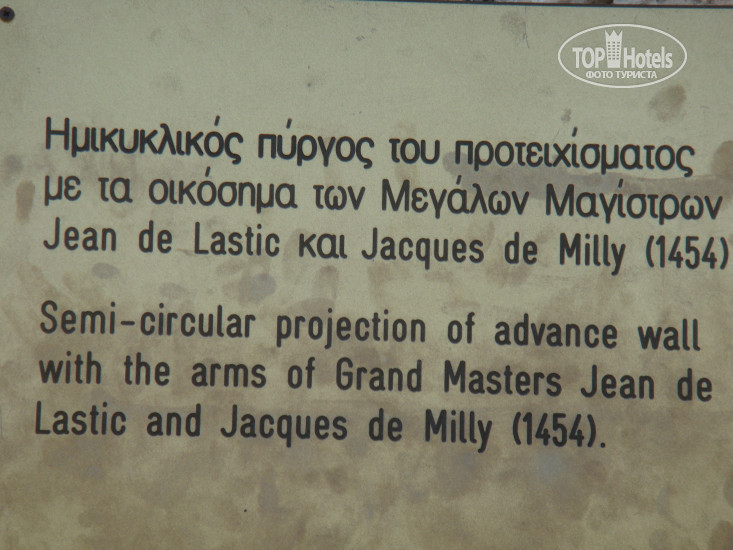 TOP Hotels
ФОТО ТУРИСТА
Ημικυκλικός πύργος του προτειχίσματος
με τα οικόσημα των Μεγάλων Μαγίστρων
Jean de Lastic και Jacques de Milly (1454)
Semi-circular projection of advance wall
with the arms of Grand Masters Jean de
Lastic and Jacques de Milly (1454).